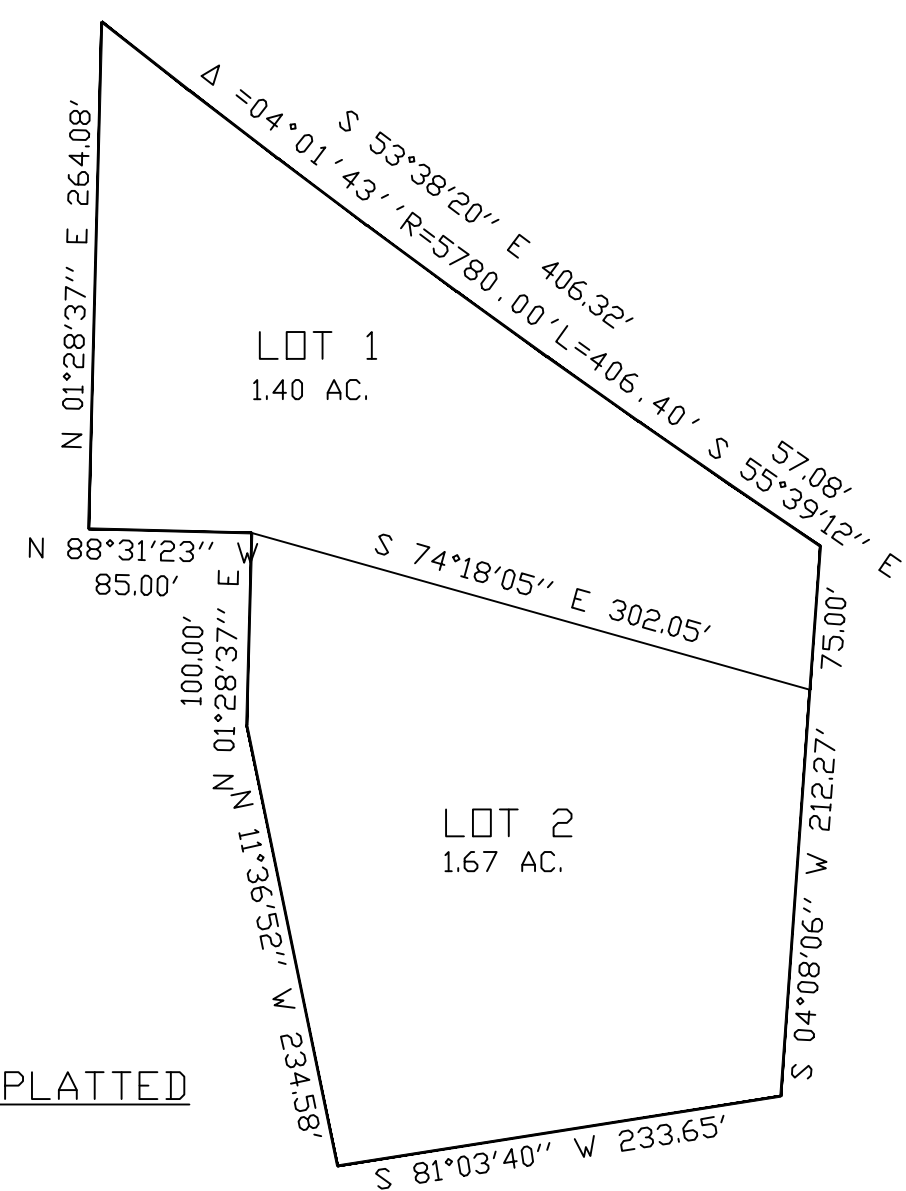 Δ =04°01'43''R=5780.00'L=406.40'
S 53°38'20'' E 406.32'
N 01°28'37'' E 264.08'
LOT 1
1.40 AC.
57.08'
S 55°39'12'' E
N 88°31'23'' W
85.00'
S 74°18'05'' E 302.05'
75.00'
100.00'
N 01°28'37'' E
S 04°08'06'' W 212.27'
LOT 2
1.67 AC.
N 11°36'52'' W 234.58'
PLATTED
S 81°03'40'' W 233.65'